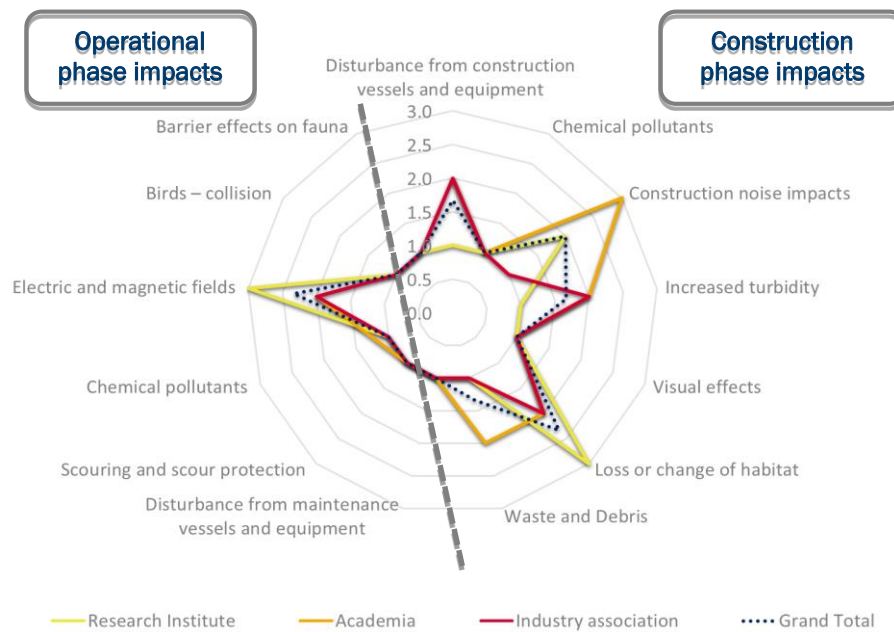 Operational
phase impacts
Construction
phase impacts
Disturbance from construction
vessels and equipment
Barrier effects on fauna
Chemical pollutants
Birds – collision
Construction noise impacts
Electric and magnetic fields
Increased turbidity
Chemical pollutants
Visual effects
Scouring and scour protection
Loss or change of habitat
Disturbance from maintenance
vessels and equipment
Waste and Debris
3.0
2.5
2.0
1.5
1.0
0.5
0.0
Research Institute
Academia
Industry association
Grand Total